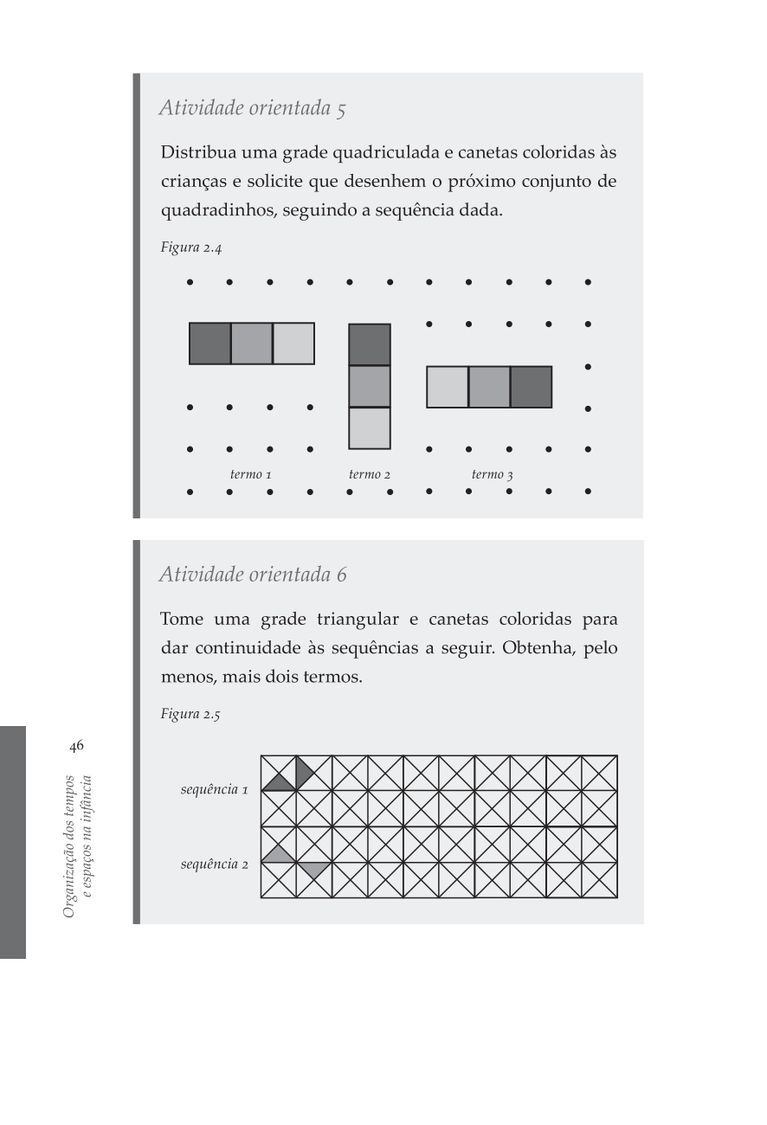 Atividade orientada 5
Distribua uma grade quadriculada e canetas coloridas às
crianças e solicite que desenhem o próximo conjunto de
quadradinhos, seguindo a sequência dada.
Figura 2.4
termo 1 termo 2 termo 3
Atividade orientada 6
Tome uma grade triangular e canetas coloridas para
dar continuidade às sequências a seguir. Obtenha, pelo
menos, mais dois termos.
Figura 2.5
sequência 1
sequência 2
46
Organização dos tempos
e espaços na infância